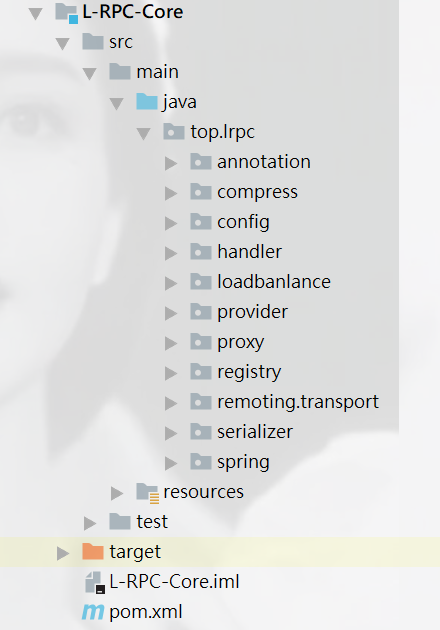 L-RPC-Core
src
main
java
top.lrpc
annotation
compress
config
handler
loadbanlance
provider
proxy
registry
remoting.transport
serializer
spring
resources
test
target
L-RPC-Core.iml
m pom.xml